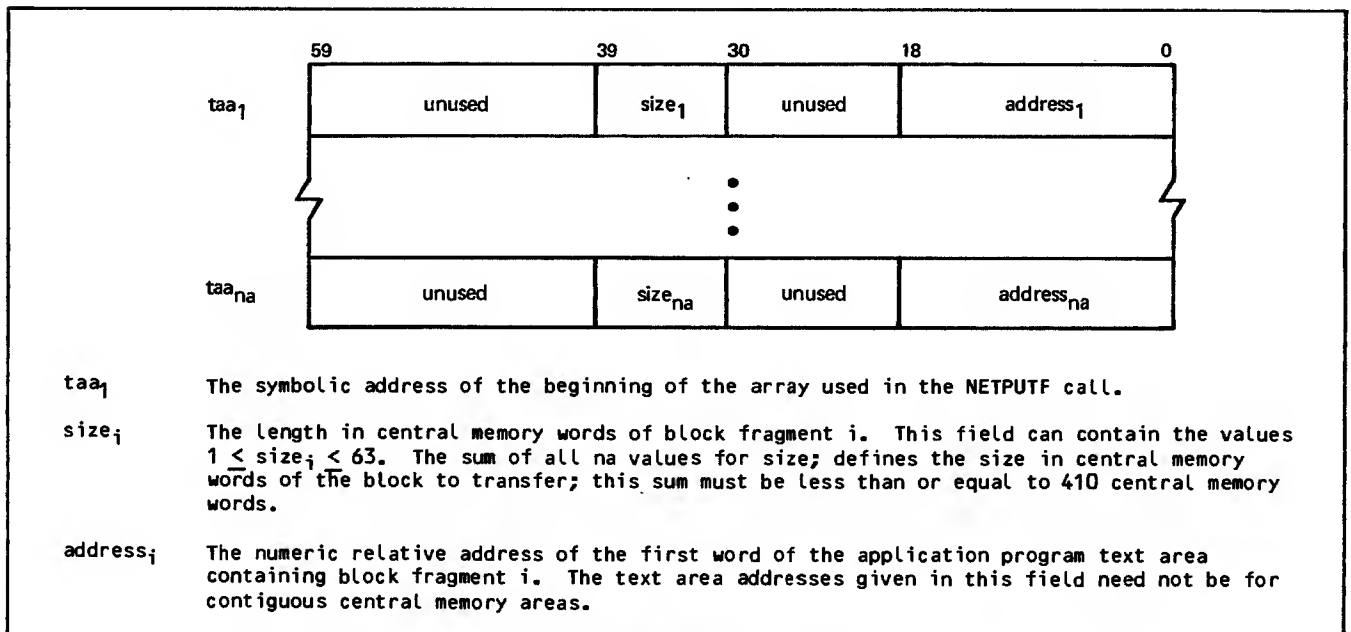 59 39 30 18 0
taa₁ unused size₁ unused address₁
taaₙₐ unused sizeₙₐ unused addressₙₐ
taa₁ The symbolic address of the beginning of the array used in the NETPUTF call.
sizeᵢ The length in central memory words of block fragment i. This field can contain the values
1 ≤ sizeᵢ ≤ 63. The sum of all na values for size; defines the size in central memory
words of the block to transfer; this sum must be less than or equal to 410 central memory
words.
addressᵢ The numeric relative address of the first word of the application program text area
containing block fragment i. The text area addresses given in this field need not be for
contiguous central memory areas.